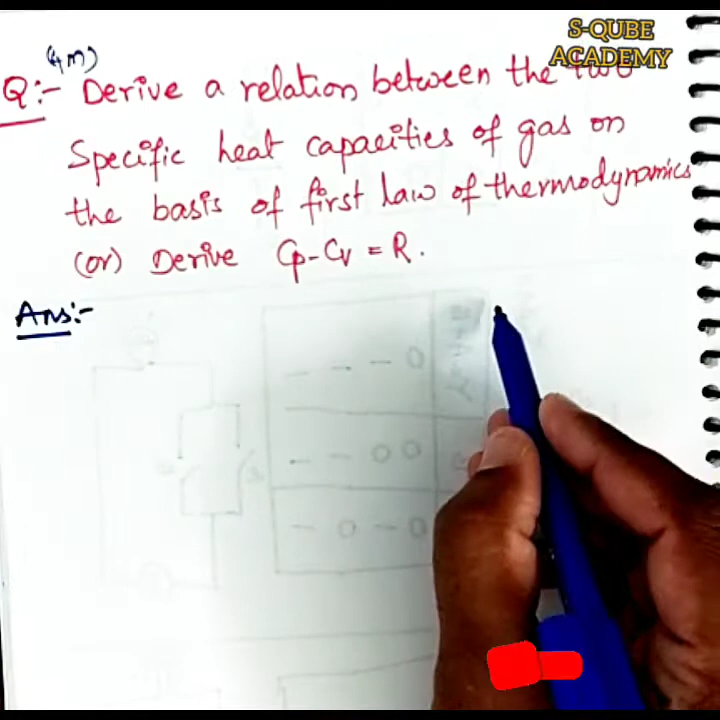 S-QUBE
ACADEMY
(4m)
Q:- Derive a relation between the two
Specific heat capacities of gas on
the basis of first law of thermodynamics
(or) Derive Cp-Cv = R.
Ans:-